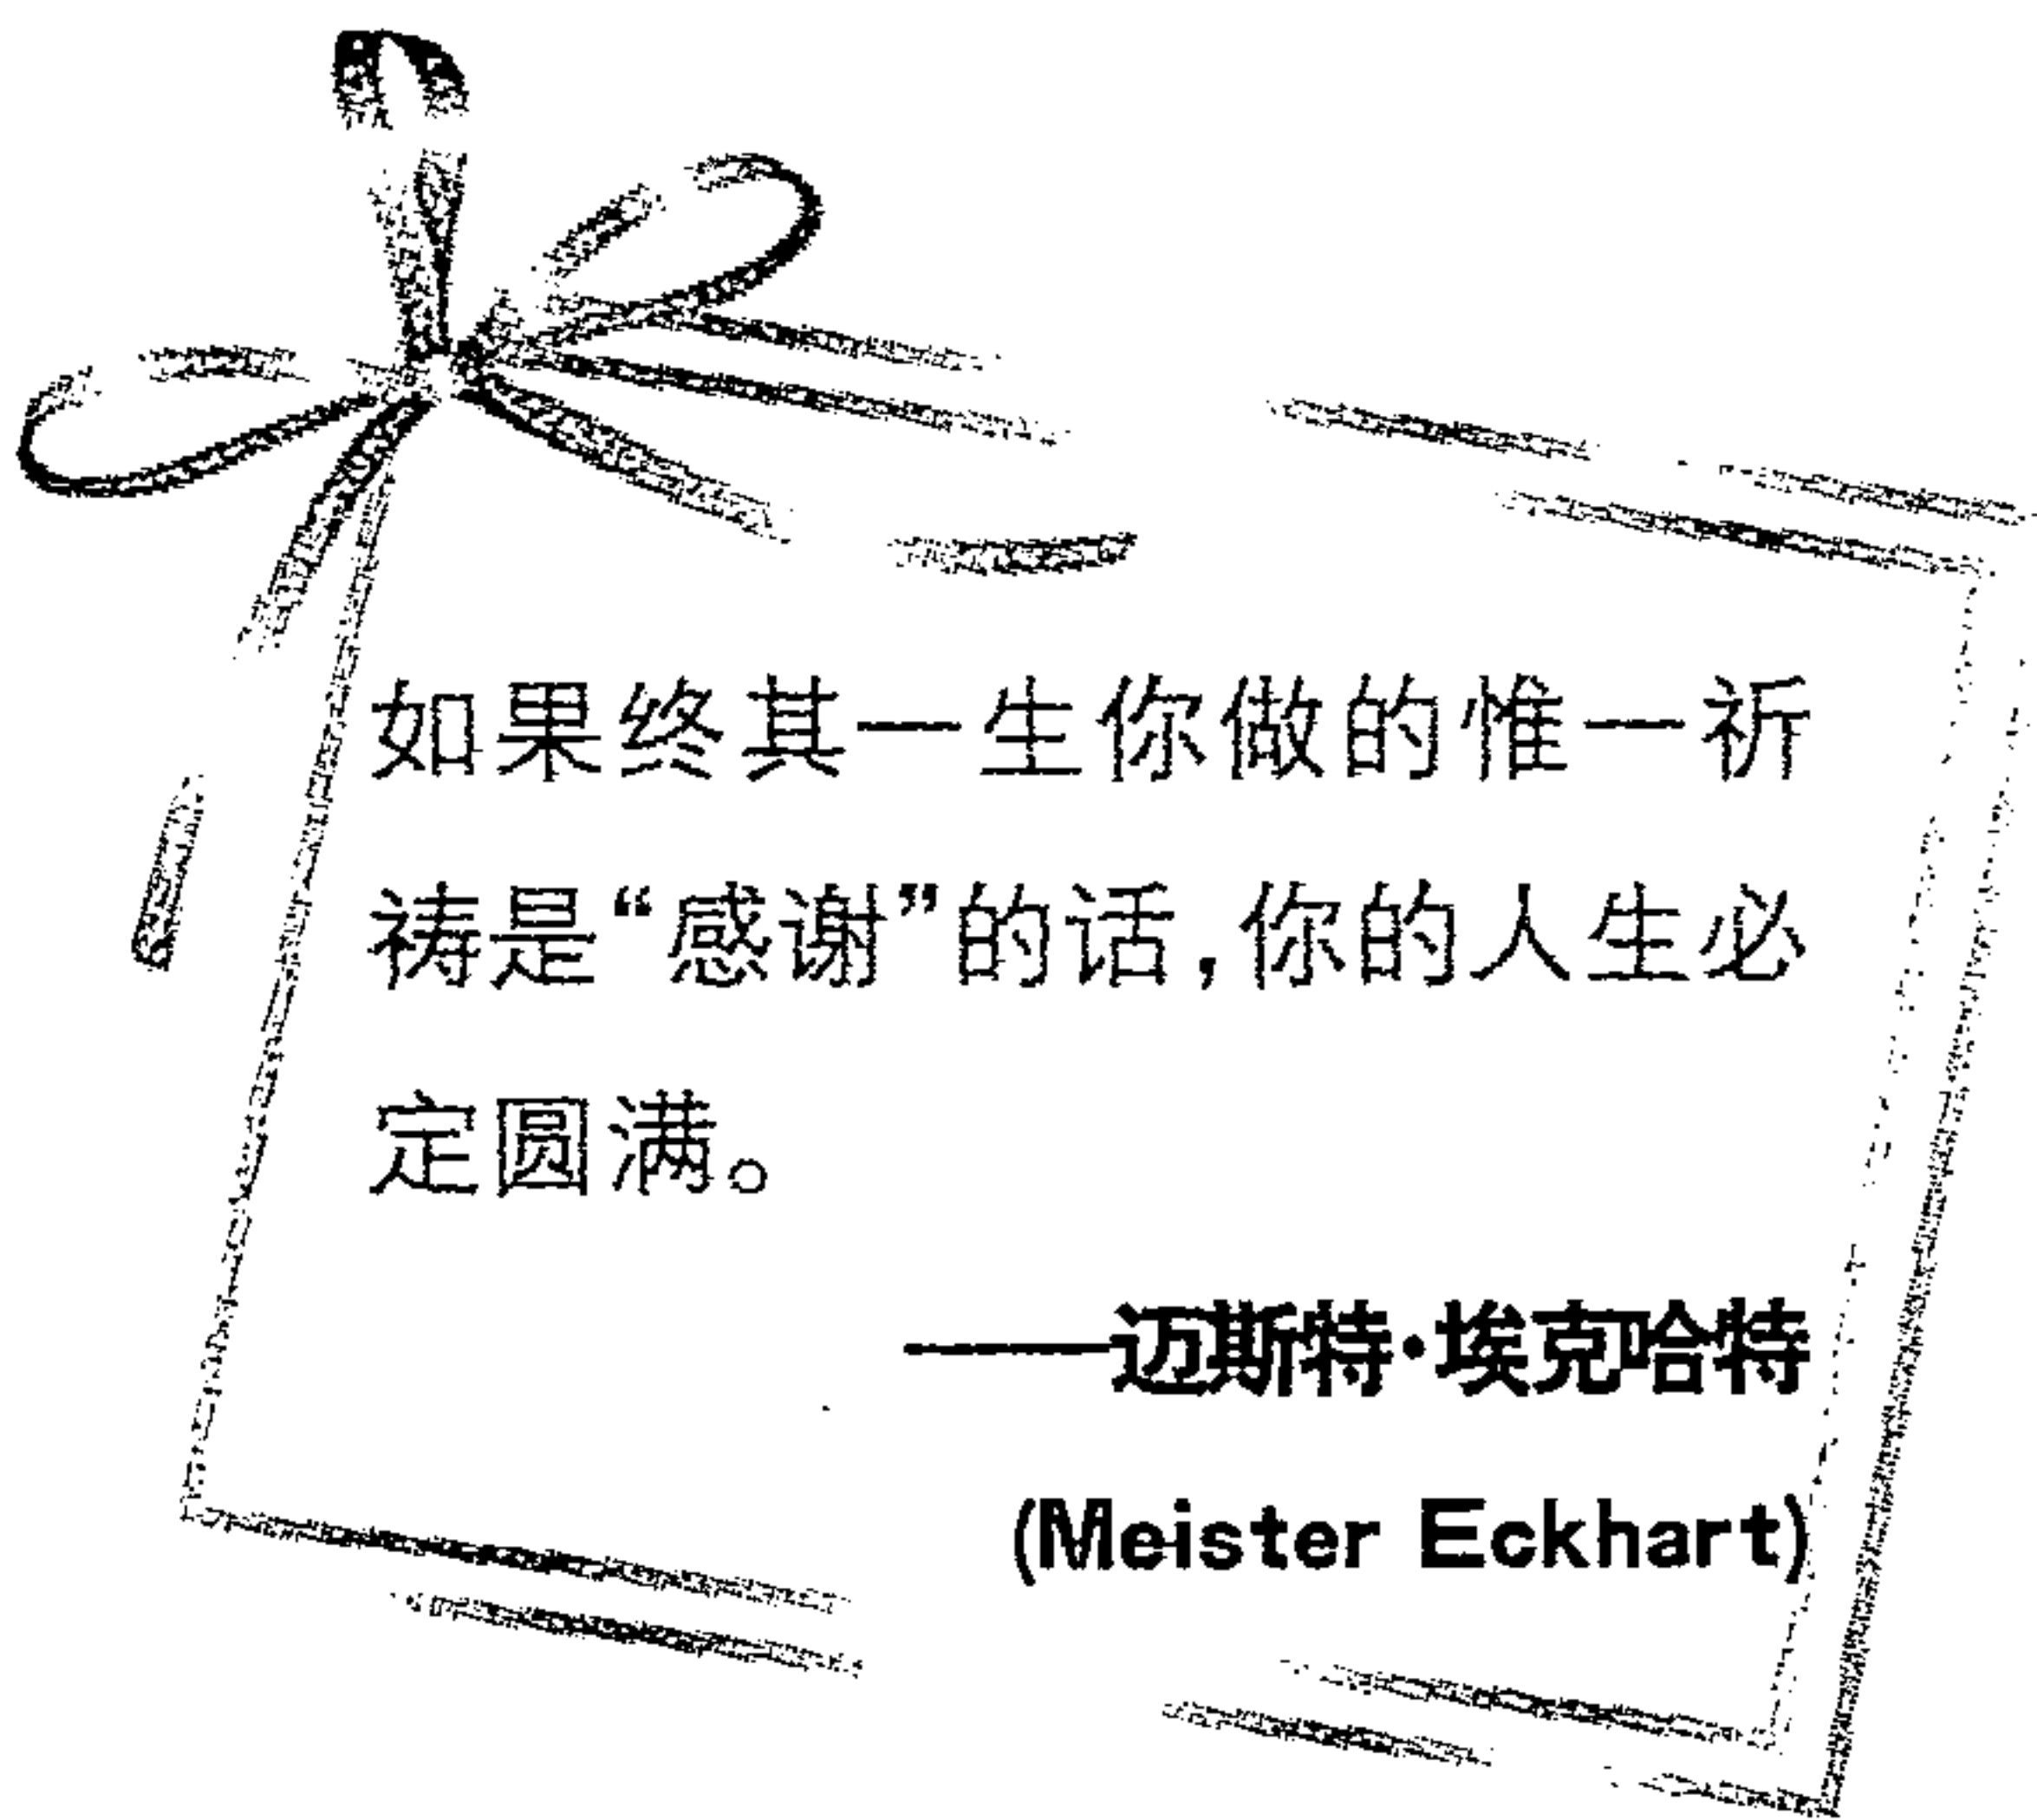 如果终其一生你做的惟一祈
祷是“感谢”的话,你的人生必
定圆满。
——迈斯特·埃克哈特
(Meister Eckhart)